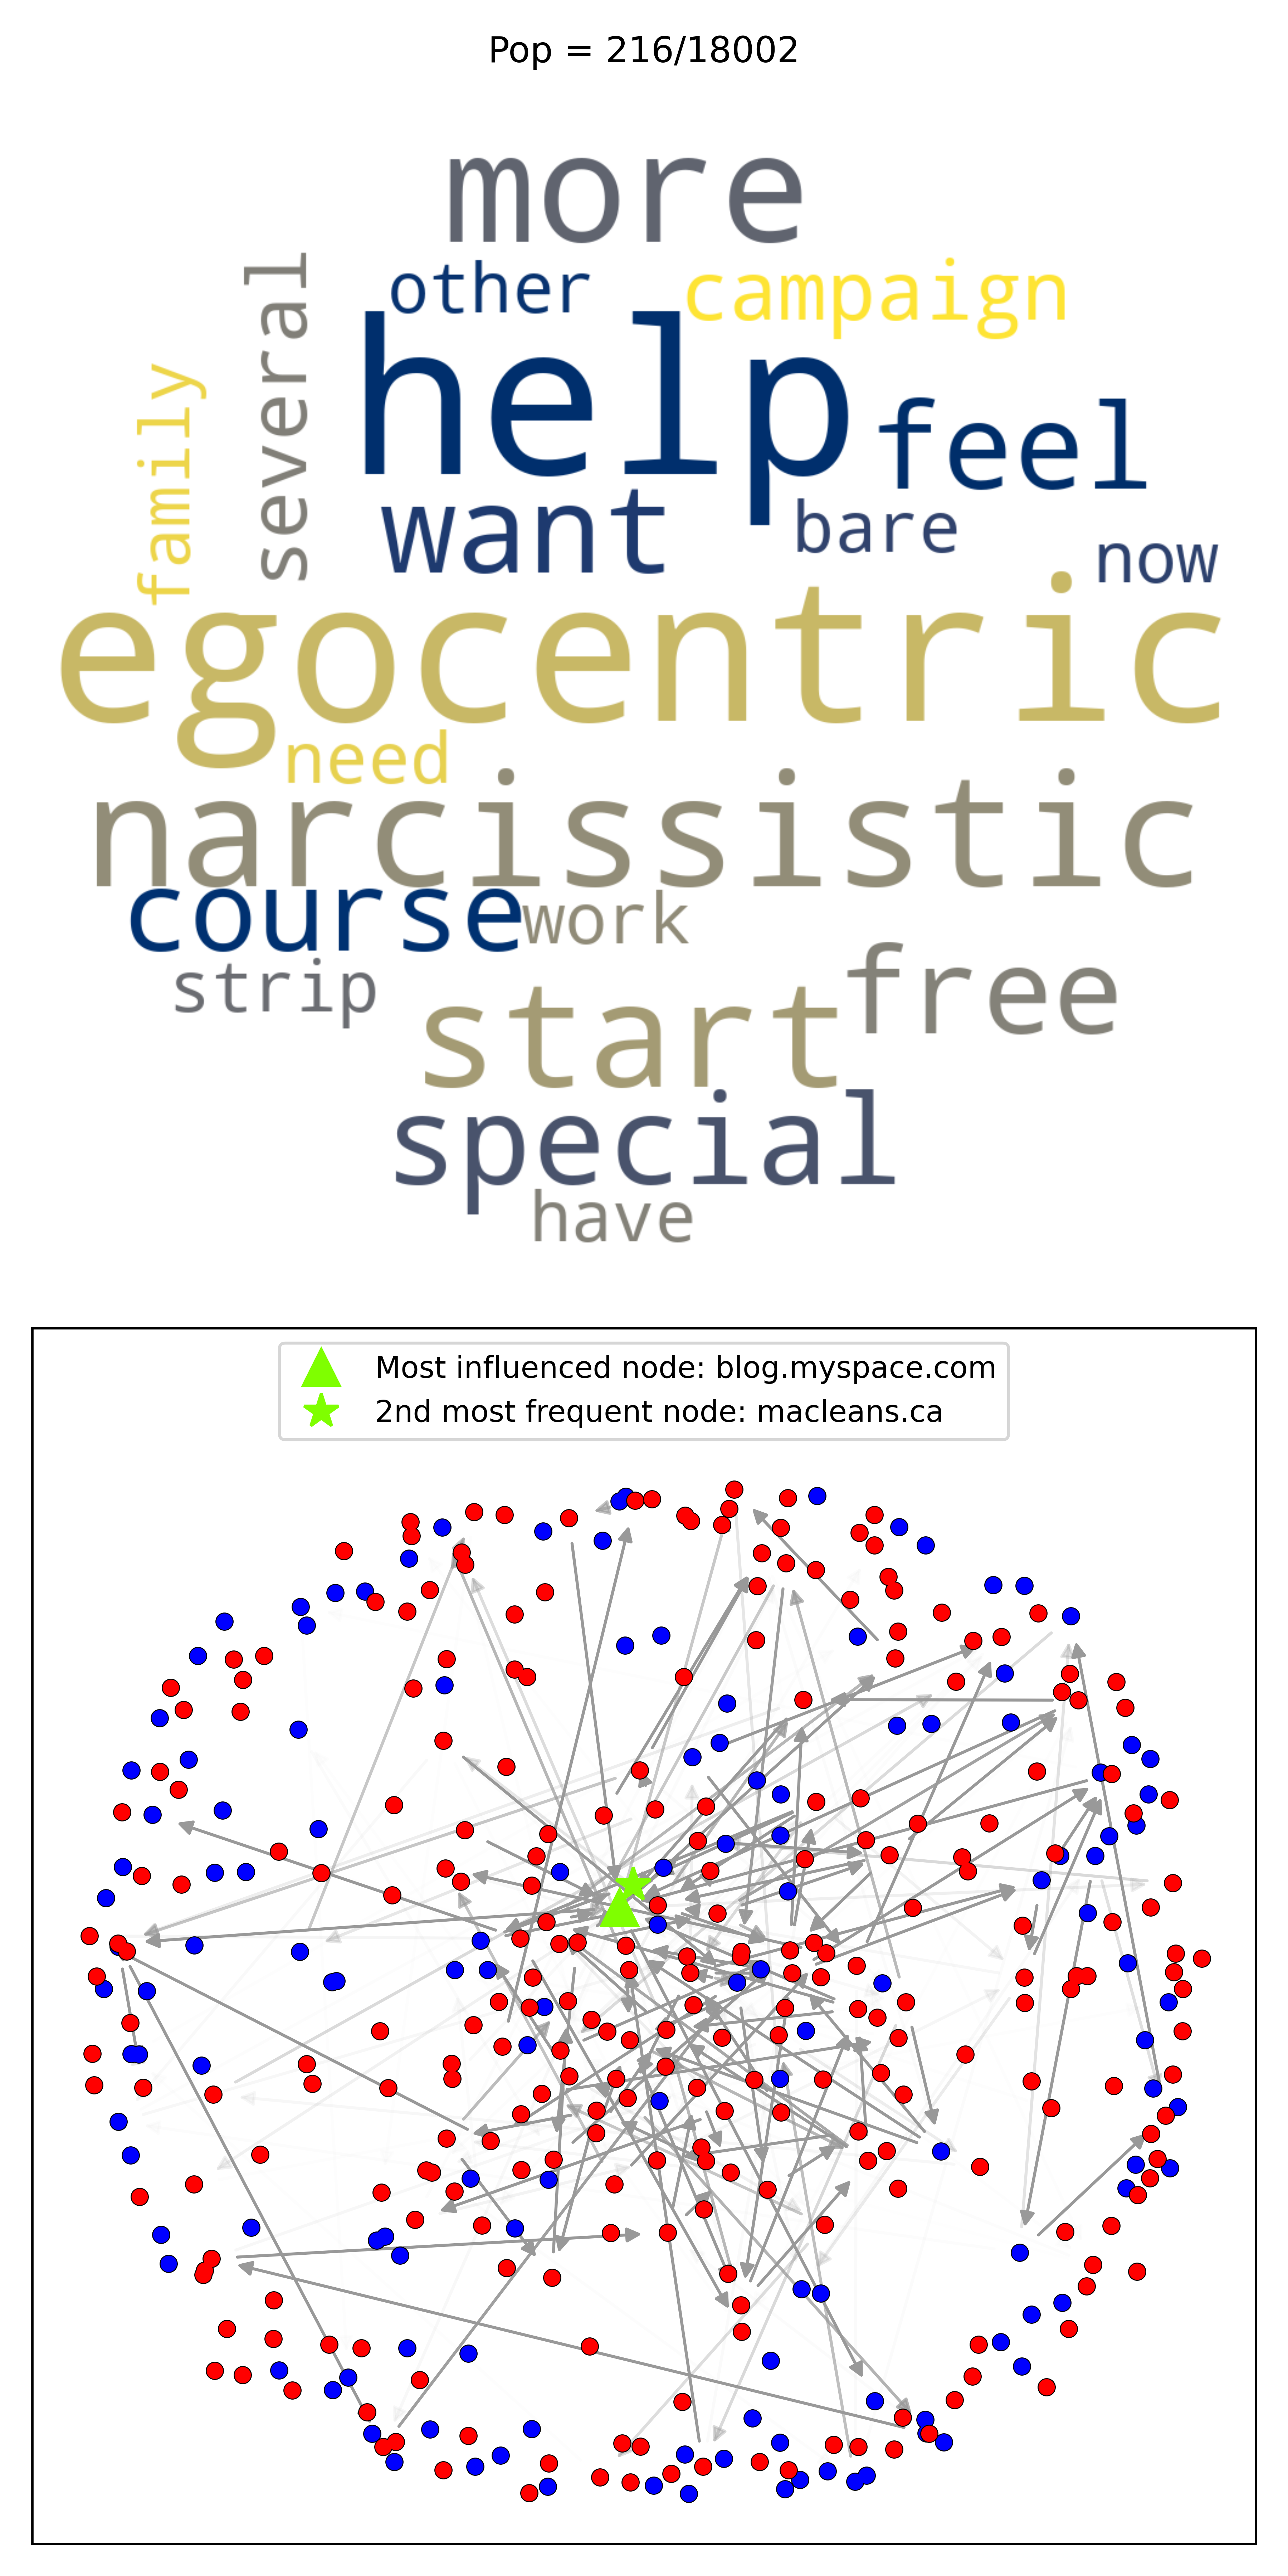 Pop = 216/18002
more
other campaign
several
family
help
feel
want
bare
now
egocentric
need
narcissistic
course
work
strip
free
start
special
have
Most influenced node: blog.myspace.com
2nd most frequent node: macleans.ca